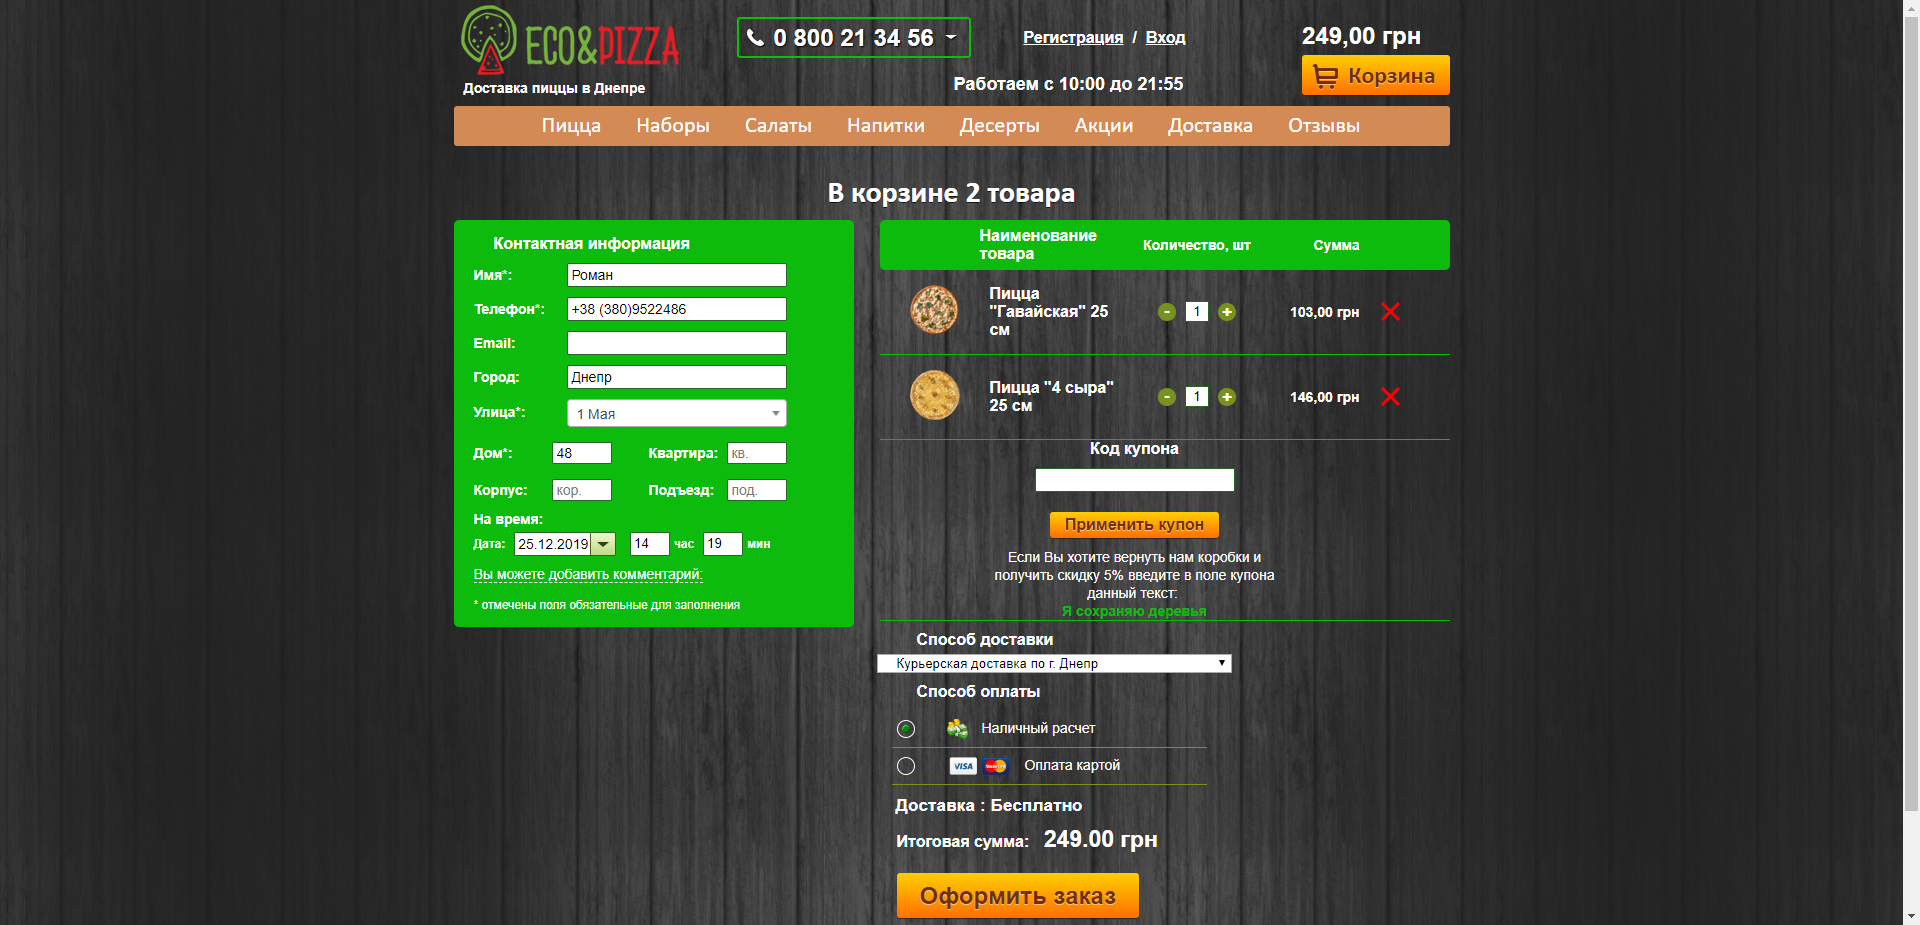 ECO&PIZZA
Доставка пиццы в Днепре
0 800 21 34 56
Регистрация / Вход
Работаем с 10:00 до 21:55
249,00 грн
Корзина
Пицца Наборы Салаты Напитки Десерты Акции Доставка Отзывы
В корзине 2 товара
Контактная информация
Имя*: Роман
Телефон*: +38 (380)9522486
Email:
Город: Днепр
Улица*: 1 Мая
Дом*: 48 Квартира: кв.
Корпус: кор. Подъезд: под.
На время:
Дата: 25.12.2019 14 час 19 мин
Вы можете добавить комментарий:
* отмечены поля обязательные для заполнения
Наименование
товара
Количество, шт
Сумма
Пицца
"Гавайская" 25
см
- 1 +
103,00 грн
Пицца "4 сыра"
25 см
- 1 +
146,00 грн
Код купона
Применить купон
Если Вы хотите вернуть нам коробки и
получить скидку 5% введите в поле купона
данный текст:
Я сохраняю деревья
Способ доставки
Курьерская доставка по г. Днепр
Способ оплаты
Наличный расчет
VISA MasterCard Оплата картой
Доставка : Бесплатно
Итоговая сумма: 249.00 грн
Оформить заказ